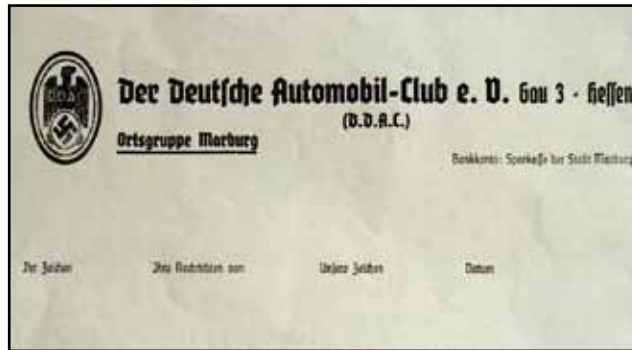 Der Deutsche Automobil-Club e. V. Gau 3 - Hessen
(D.D.A.C.)
Ortsgruppe Marburg
Bankkonto: Sparkasse der Stadt Marburg
Ihr Zeichen Ihre Nachrichten vom Unsere Zeichen Datum